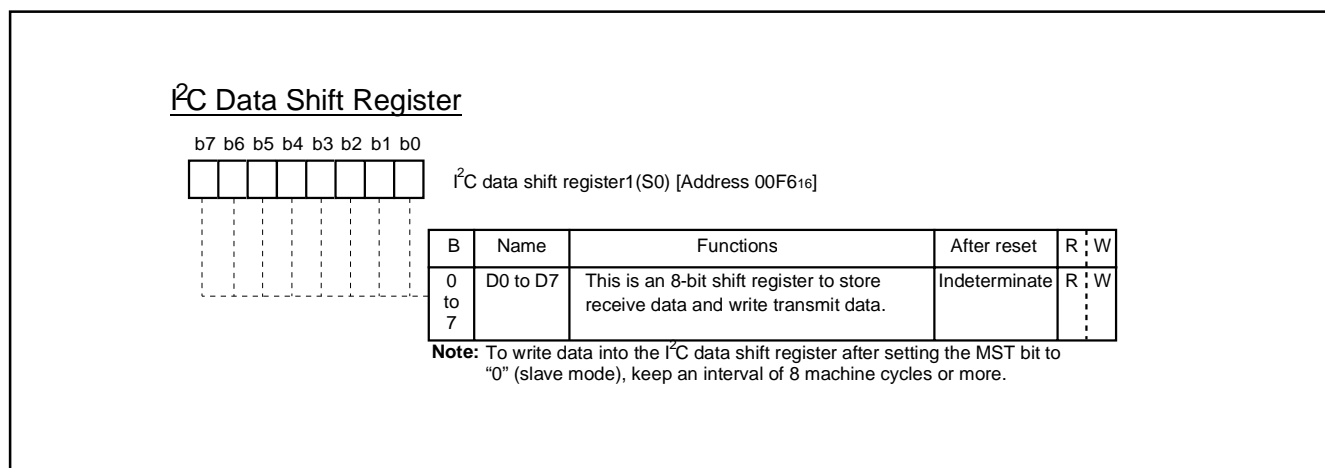 I²C Data Shift Register
b7 b6 b5 b4 b3 b2 b1 b0
I²C data shift register1(S0) [Address 00F6₁₆]
B Name Functions After reset R W
0 to 7 D0 to D7 This is an 8-bit shift register to store Indeterminate R W
receive data and write transmit data.
Note: To write data into the I²C data shift register after setting the MST bit to
“0” (slave mode), keep an interval of 8 machine cycles or more.